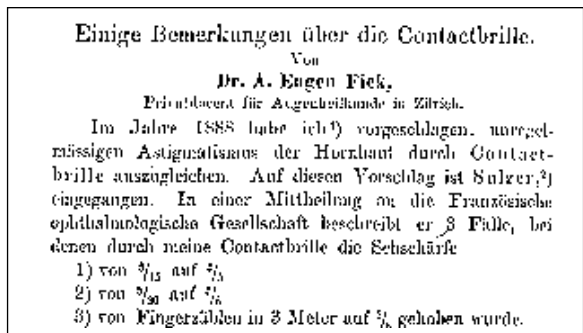 Einige Bemerkungen über die Contactbrille.
Von
Dr. A. Eugen Fick,
Privatdocent für Augenheilkunde in Zürich.
Im Jahre 1888 habe ich ¹) vorgeschlagen, unregel-
mässigen Astigmatismus der Hornhaut durch Contact-
brille auszugleichen. Auf diesen Vorschlag ist Sulzer,²)
eingegangen. In einer Mittheilung an die Französische
ophthalmologische Gesellschaft beschreibt er 3 Fälle, bei
denen durch meine Contactbrille die Sehschärfe
1) von auf
2) von auf
3) von Fingerzählen in 3 Meter auf gehoben wurde.